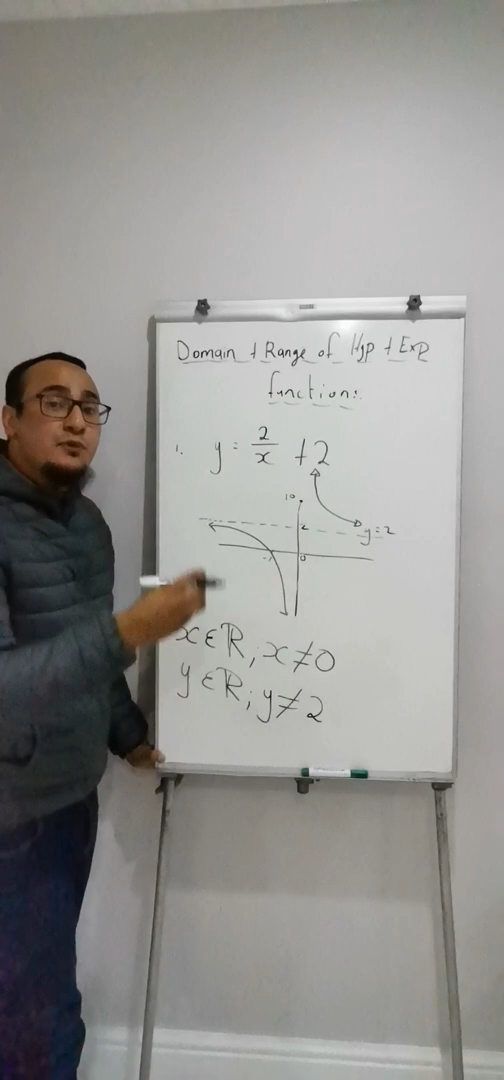 Domain + Range of Hyp + Exp
functions:
1. y = 2/x + 2
10
2
y = 2
-1 0
x ∈ ℝ; x ≠ 0
y ∈ ℝ; y ≠ 2